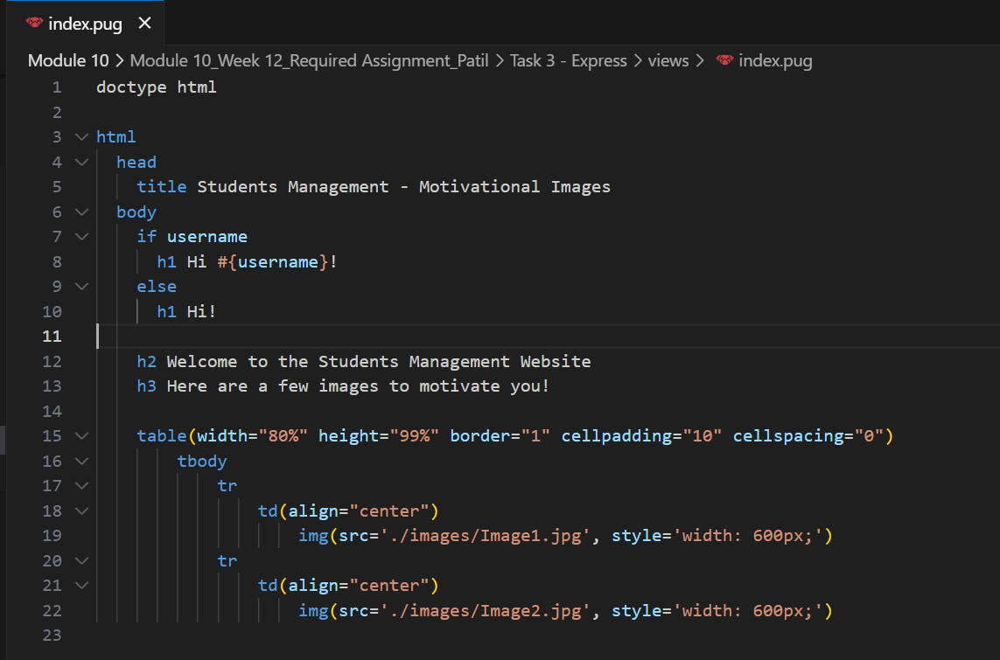 index.pug
Module 10 > Module 10_Week 12_Required Assignment_Patil > Task 3 - Express > views > index.pug
1 doctype html
2
3 html
4 head
5 title Students Management - Motivational Images
6 body
7 if username
8 h1 Hi #{username}!
9 else
10 h1 Hi!
11
12 h2 Welcome to the Students Management Website
13 h3 Here are a few images to motivate you!
14
15 table(width="80%" height="99%" border="1" cellpadding="10" cellspacing="0")
16 tbody
17 tr
18 td(align="center")
19 img(src='./images/Image1.jpg', style='width: 600px;')
20 tr
21 td(align="center")
22 img(src='./images/Image2.jpg', style='width: 600px;')
23